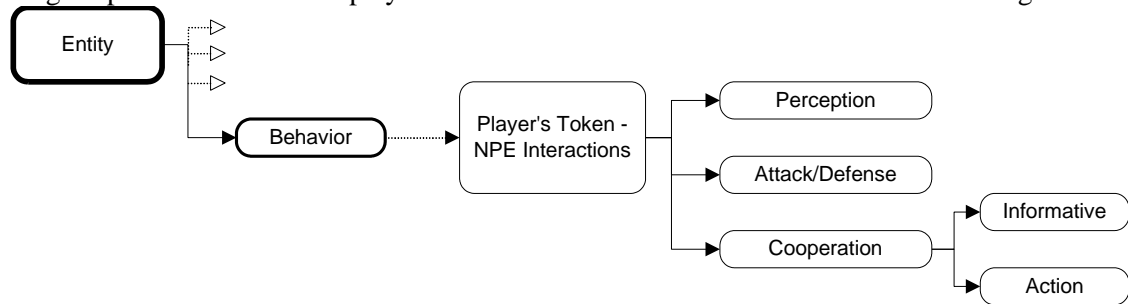 Entity
Behavior
Player's Token -
NPE Interactions
Perception
Attack/Defense
Cooperation
Informative
Action